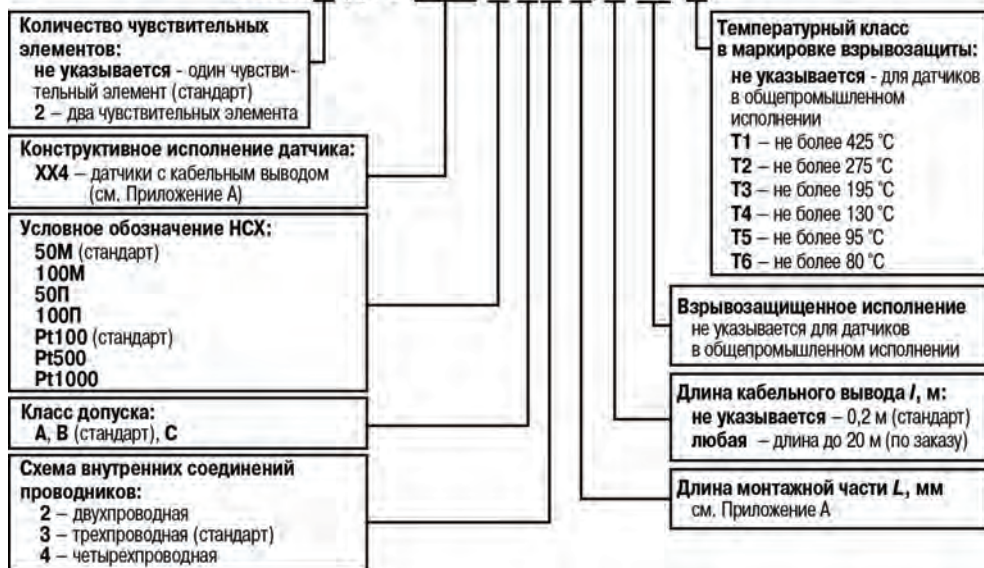 Количество чувствительных
элементов:
не указывается - один чувстви-
тельный элемент (стандарт)
2 – два чувствительных элемента
Конструктивное исполнение датчика:
ХХ4 – датчики с кабельным выводом
(см. Приложение А)
Условное обозначение НСХ:
50М (стандарт)
100М
50П
100П
Pt100 (стандарт)
Pt500
Pt1000
Класс допуска:
А, В (стандарт), С
Схема внутренних соединений
проводников:
2 – двухпроводная
3 – трехпроводная (стандарт)
4 – четырехпроводная
Температурный класс
в маркировке взрывозащиты:
не указывается - для датчиков
в общепромышленном
исполнении
Т1 – не более 425 °С
Т2 – не более 275 °С
Т3 – не более 195 °С
Т4 – не более 130 °С
Т5 – не более 95 °С
Т6 – не более 80 °С
Взрывозащищенное исполнение
не указывается для датчиков
в общепромышленном исполнении
Длина кабельного вывода l, м:
не указывается – 0,2 м (стандарт)
любая – длина до 20 м (по заказу)
Длина монтажной части L, мм
см. Приложение А